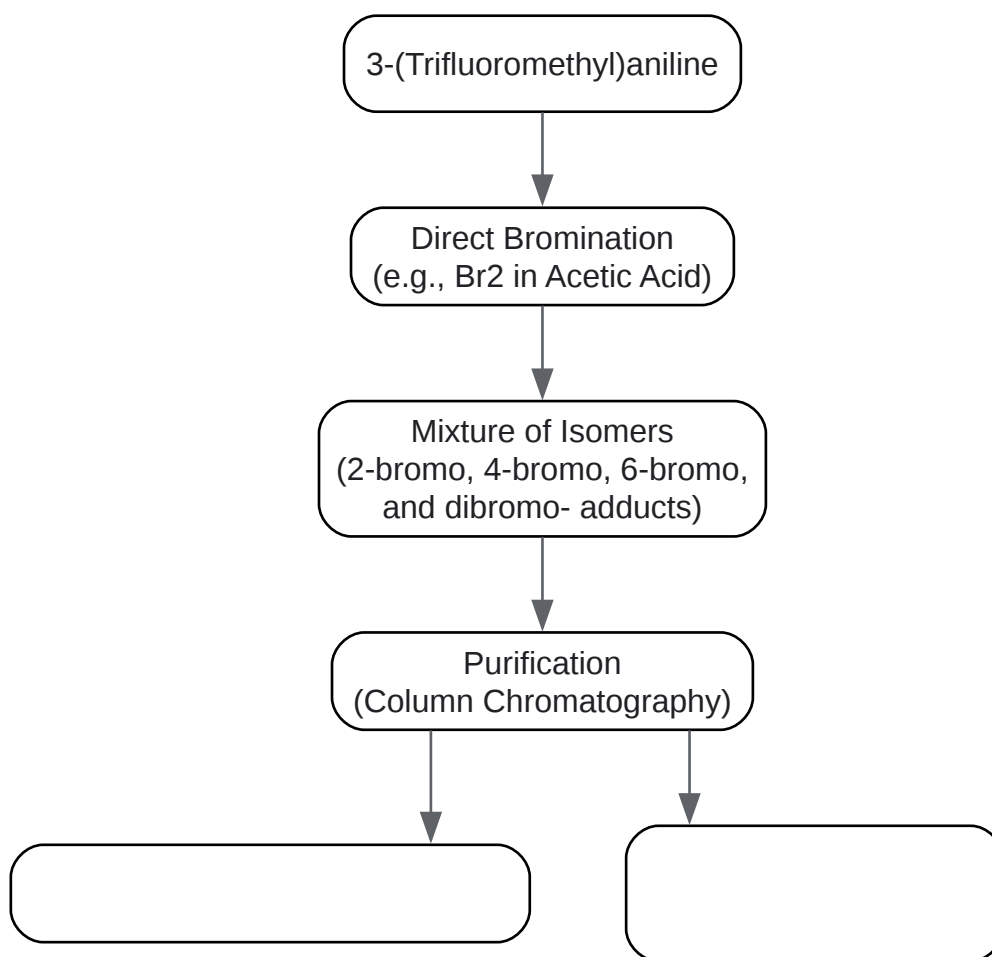 3-(Trifluoromethyl)aniline
Direct Bromination
(e.g., Br2 in Acetic Acid)
Mixture of Isomers
(2-bromo, 4-bromo, 6-bromo,
and dibromo- adducts)
Purification
(Column Chromatography)